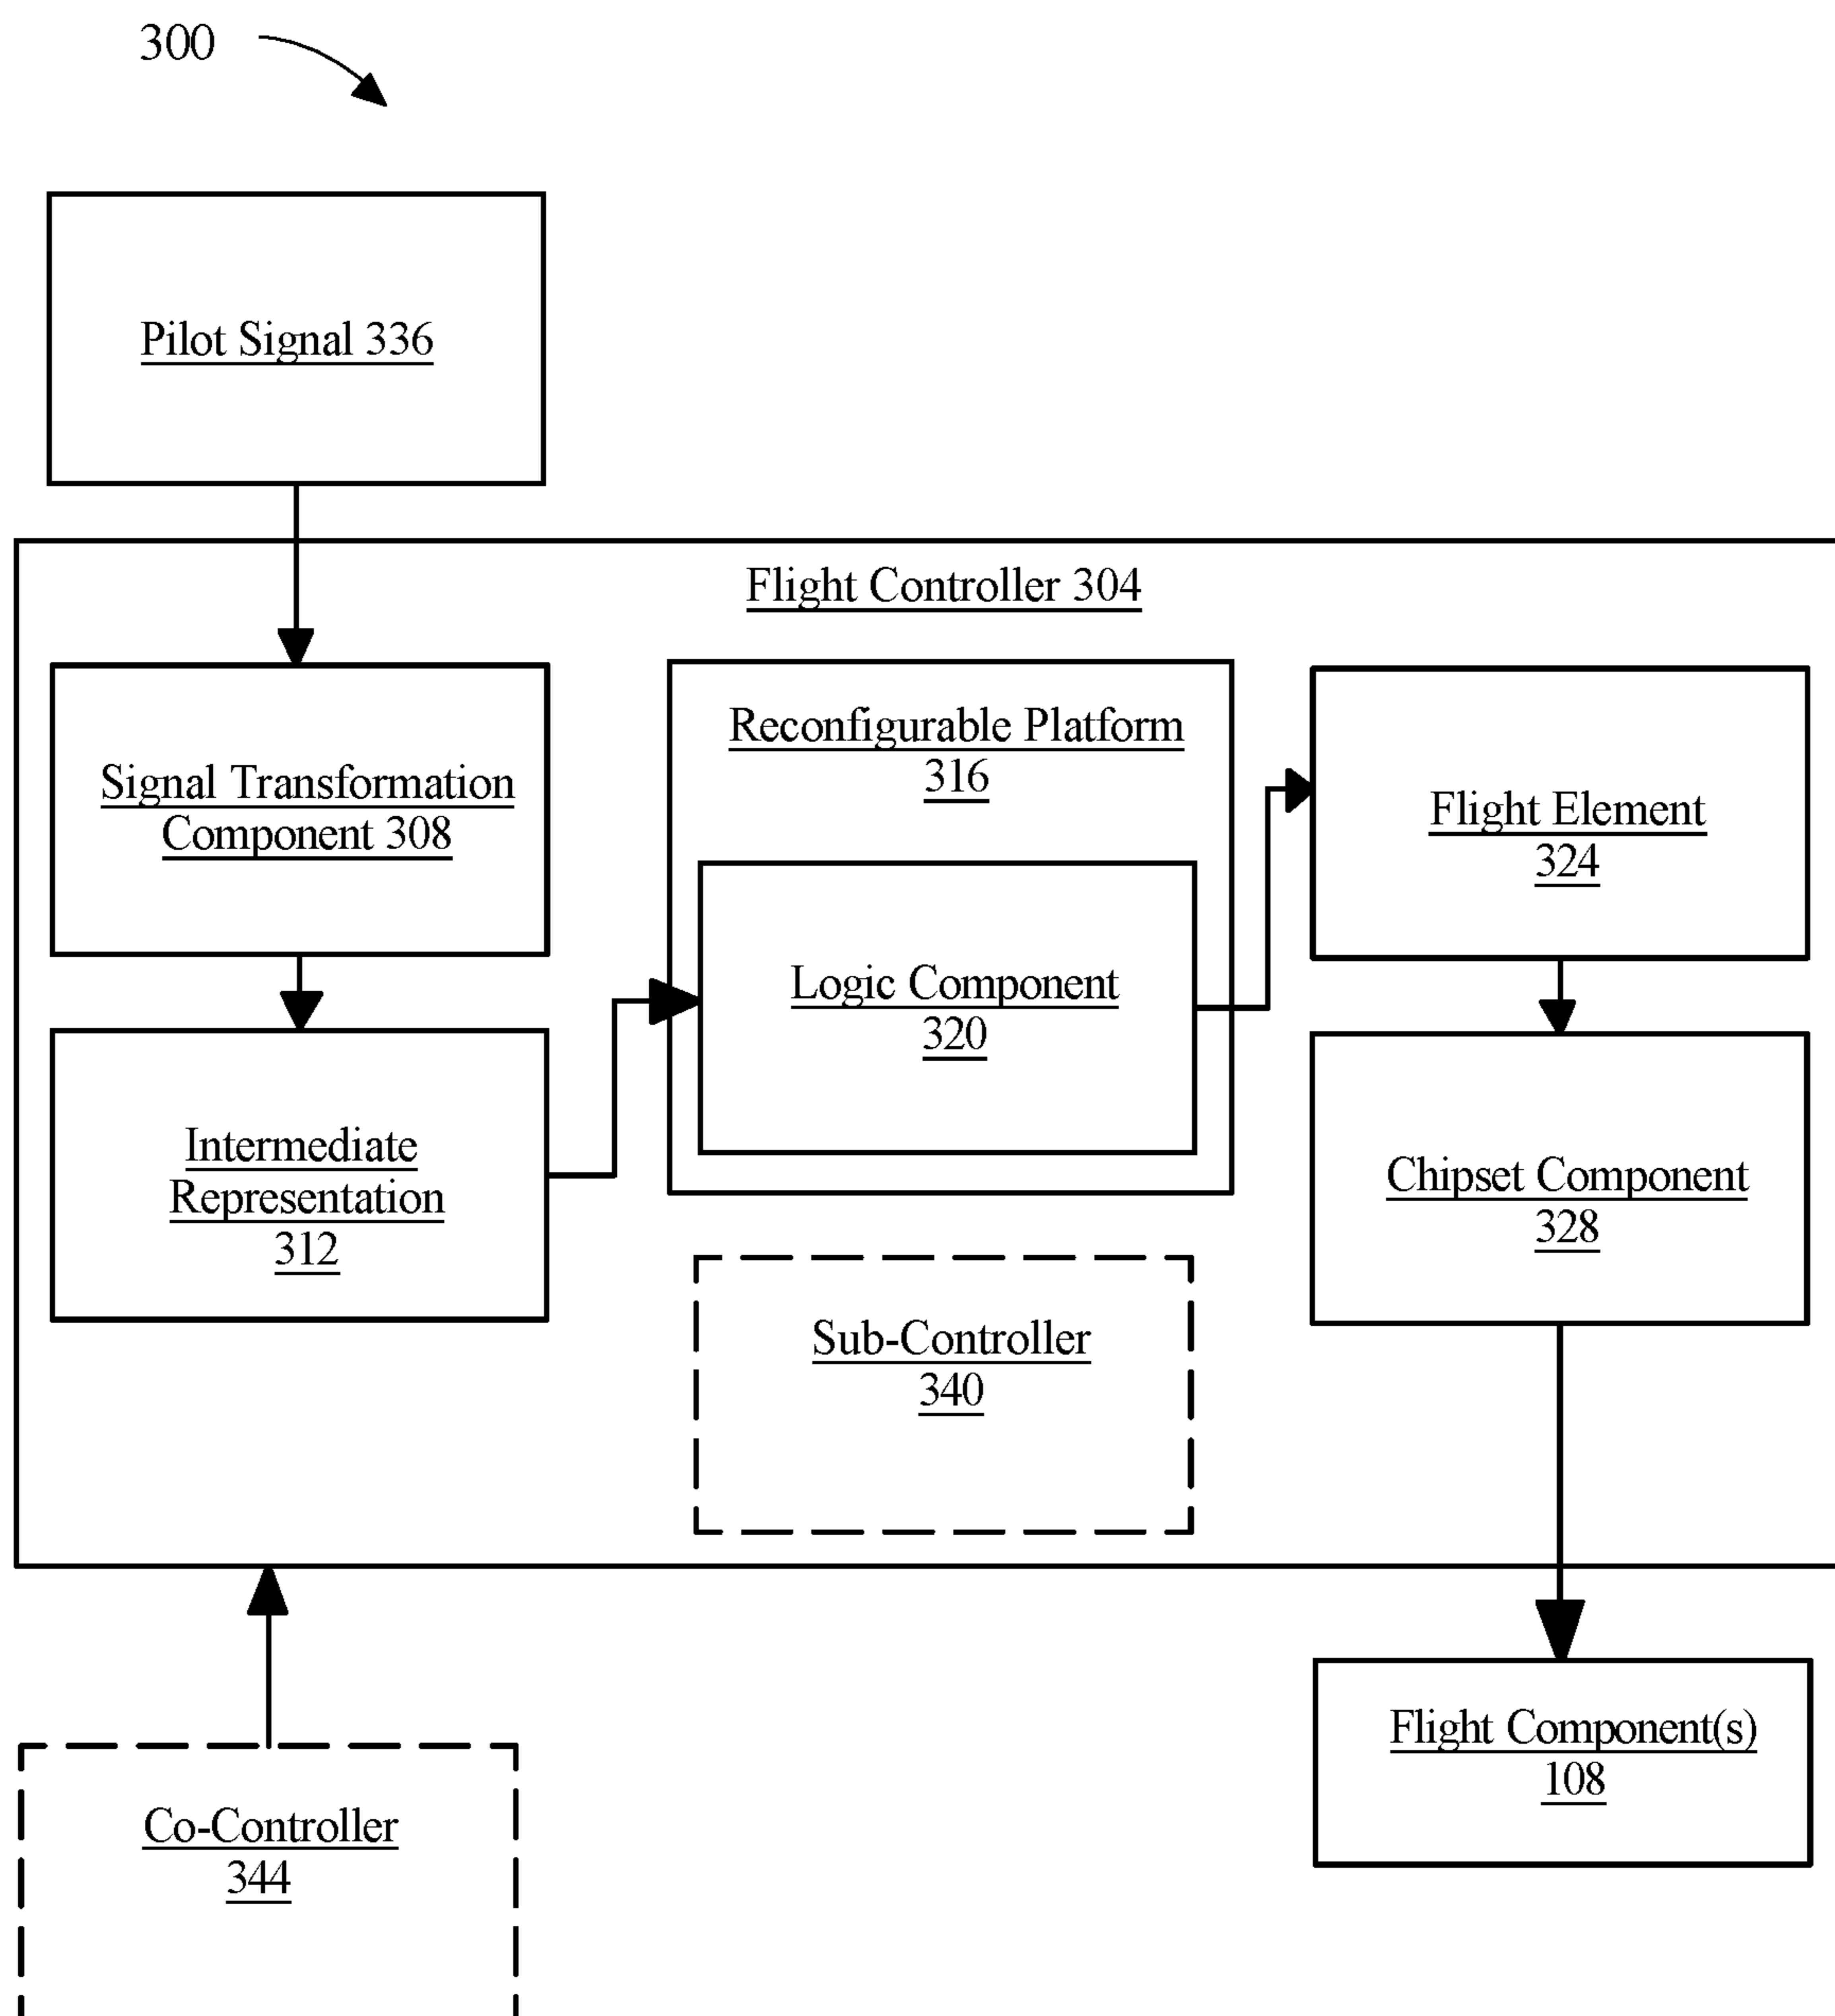 300
Pilot Signal 336
Flight Controller 304
Signal Transformation
Component 308
Intermediate
Representation
312
Reconfigurable Platform
316
Logic Component
320
Sub-Controller
340
Flight Element
324
Chipset Component
328
Flight Component(s)
108
Co-Controller
344